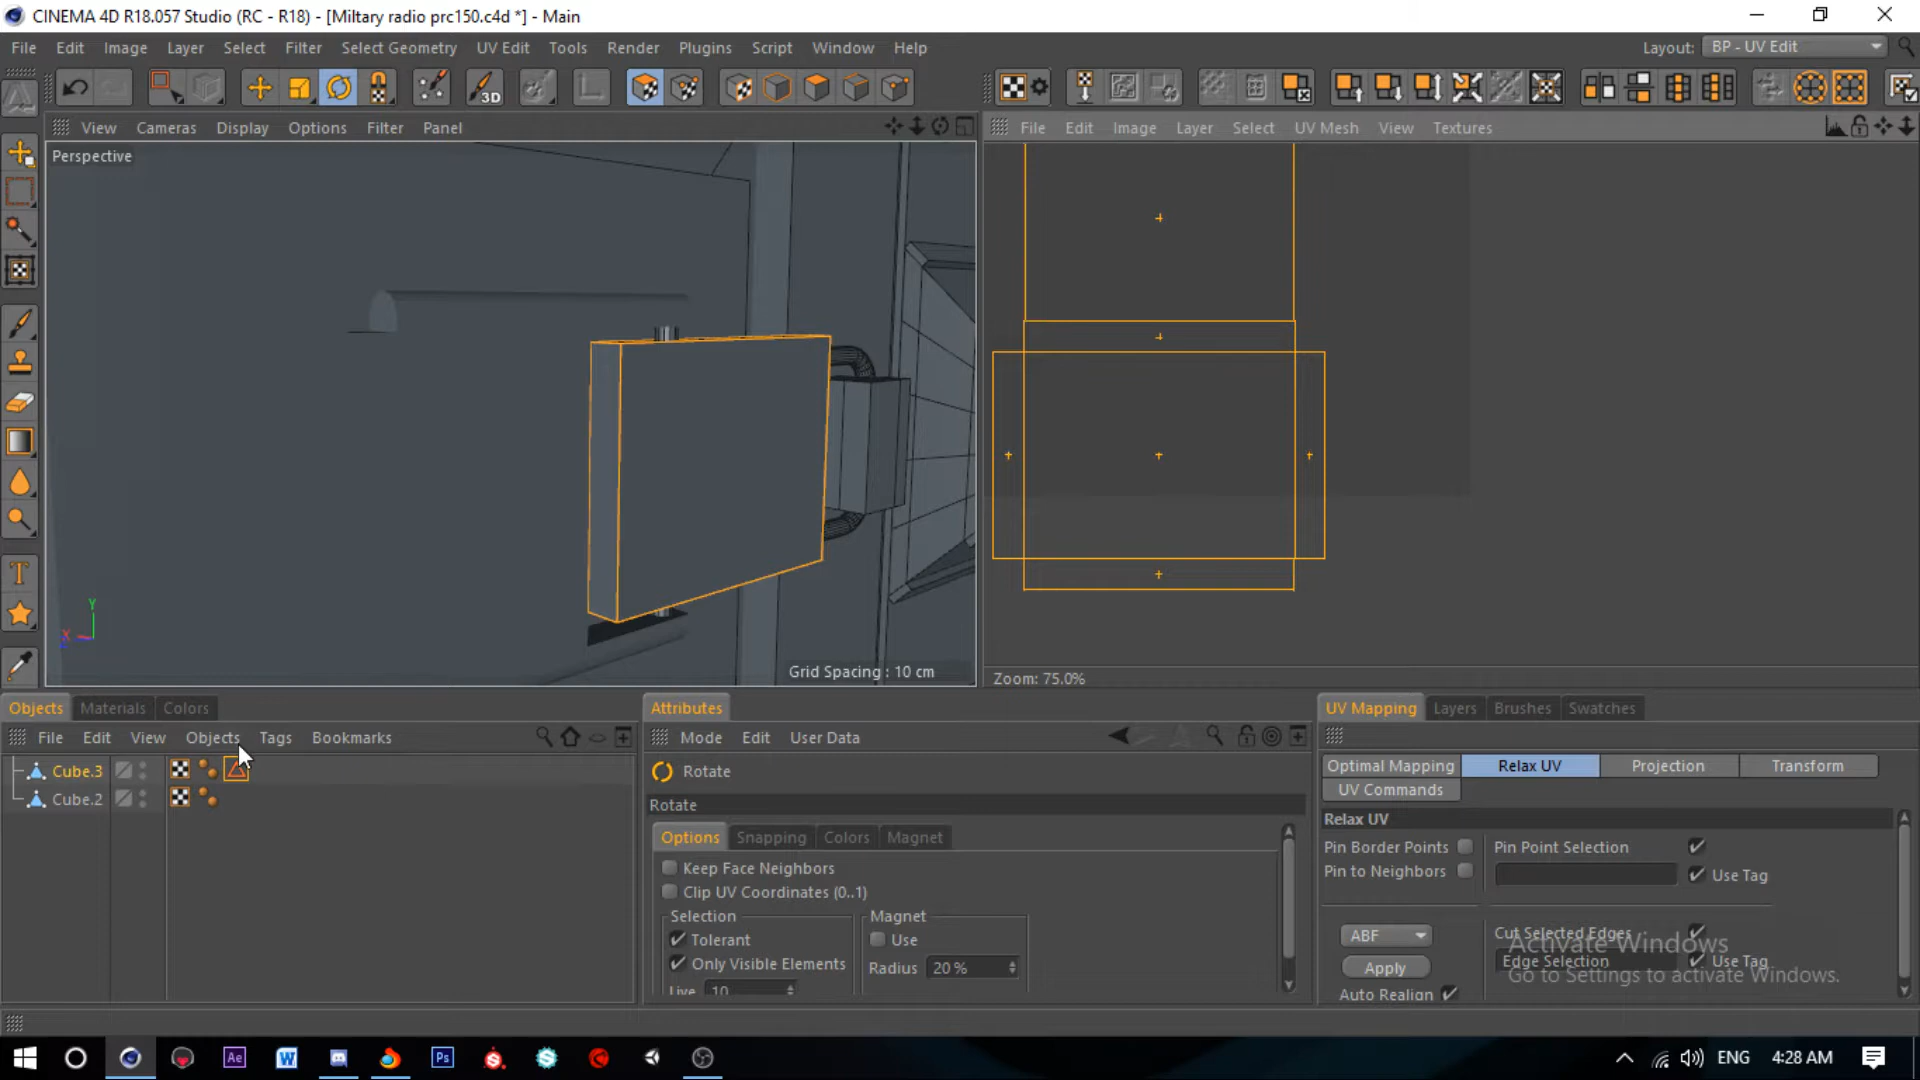 CINEMA 4D R18.057 Studio (RC - R18) - [Miltary radio prc150.c4d *] - Main
File Edit Image Layer Select Filter Select Geometry UV Edit Tools Render Plugins Script Window Help
Layout: BP - UV Edit
3D
View Cameras Display Options Filter Panel
File Edit Image Layer Select UV Mesh View Textures
Perspective
Y
X
Grid Spacing : 10 cm
Zoom: 75.0%
Objects Materials Colors
Attributes
UV Mapping Layers Brushes Swatches
File Edit View Objects Tags Bookmarks
Mode Edit User Data
Cube.3
Cube.2
Rotate
Rotate
Options Snapping Colors Magnet
Keep Face Neighbors
Clip UV Coordinates (0..1)
Selection
Magnet
Tolerant
Use
Only Visible Elements
Radius 20 %
Live 10
Optimal Mapping Relax UV Projection Transform
UV Commands
Relax UV
Pin Border Points
Pin Point Selection
Pin to Neighbors
Use Tag
ABF
Cut Selected Edges
Apply
Edge Selection
Use Tag
Auto Realign
Activate Windows
Go to Settings to activate Windows.
Ae
W
Ps
ENG
4:28 AM